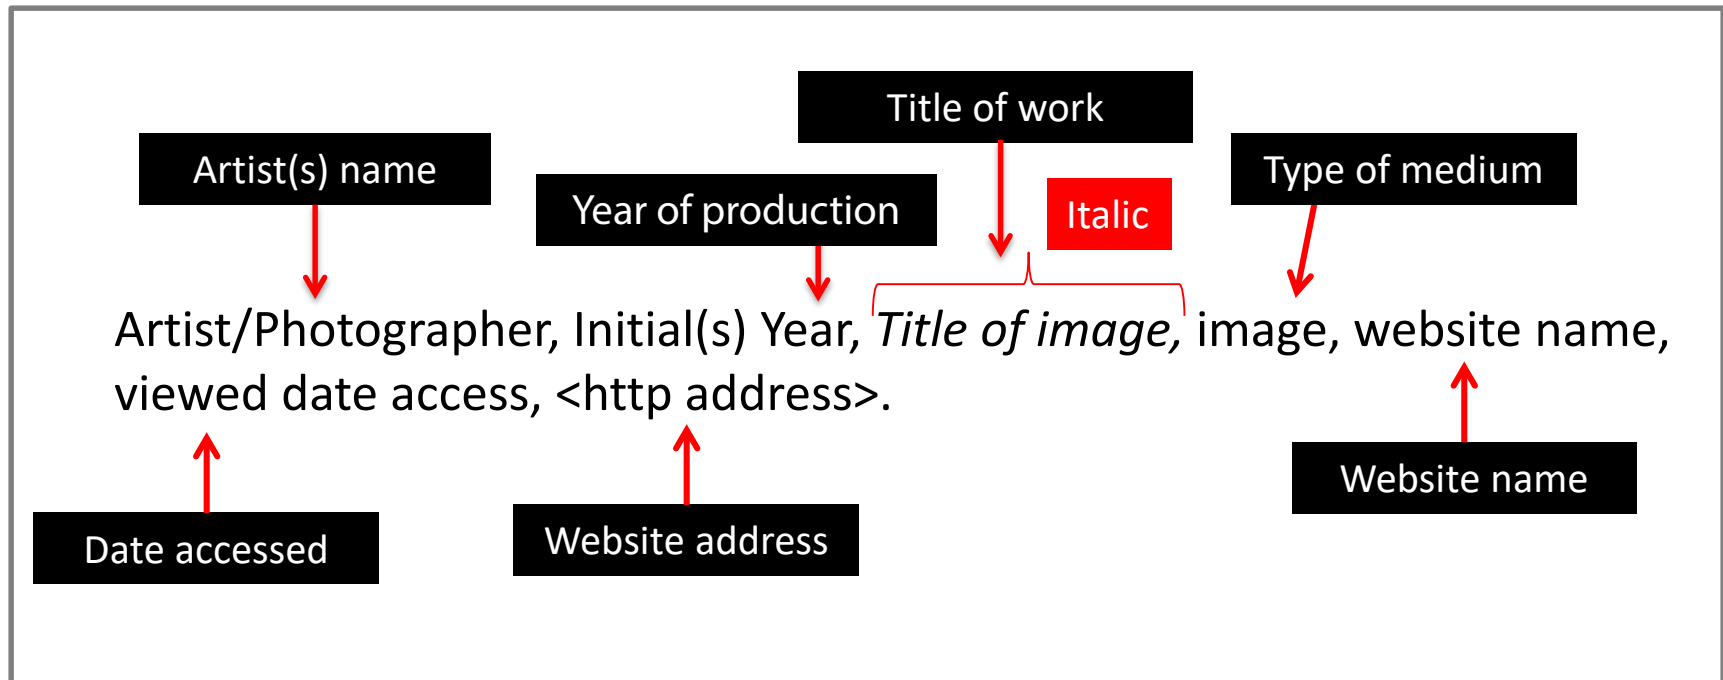 Title of work
Artist(s) name
Type of medium
Year of production
Italic
Artist/Photographer, Initial(s) Year, Title of image, image, website name,
viewed date access, <http address>.
Website name
Date accessed
Website address